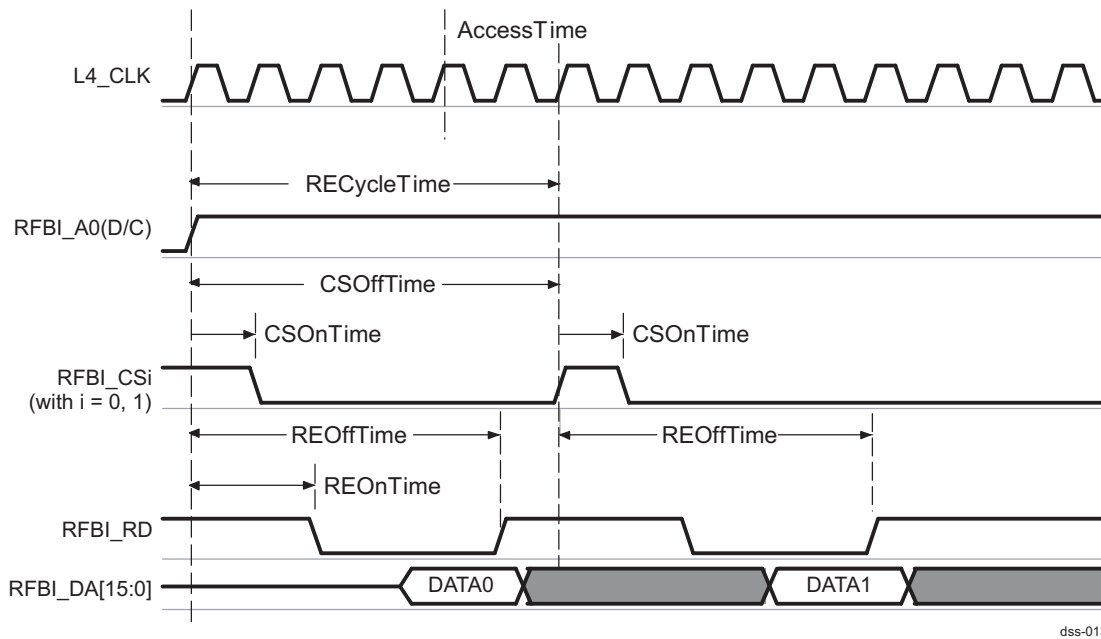 AccessTime
L4_CLK
RECycleTime
RFBI_A0(D/C)
CSOffTime
CSOnTime CSOnTime
RFBI_CSi
(with i = 0, 1)
REOffTime REOffTime
REOnTime
RFBI_RD
RFBI_DA[15:0] DATA0 DATA1